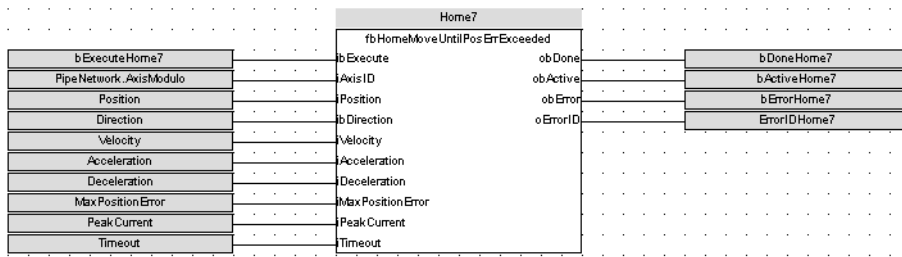 Home7
fbHomeMoveUntilPosErrExceeded
bExecuteHome7 ibExecute obDone bDoneHome7
PipeNetwork.AxisModulo iAxisID obActive bActiveHome7
Position iPosition obError bErrorHome7
Direction ibDirection oErrorID ErrorIDHome7
Velocity iVelocity
Acceleration iAcceleration
Deceleration iDeceleration
MaxPositionError iMaxPositionError
PeakCurrent iPeakCurrent
Timeout iTimeout